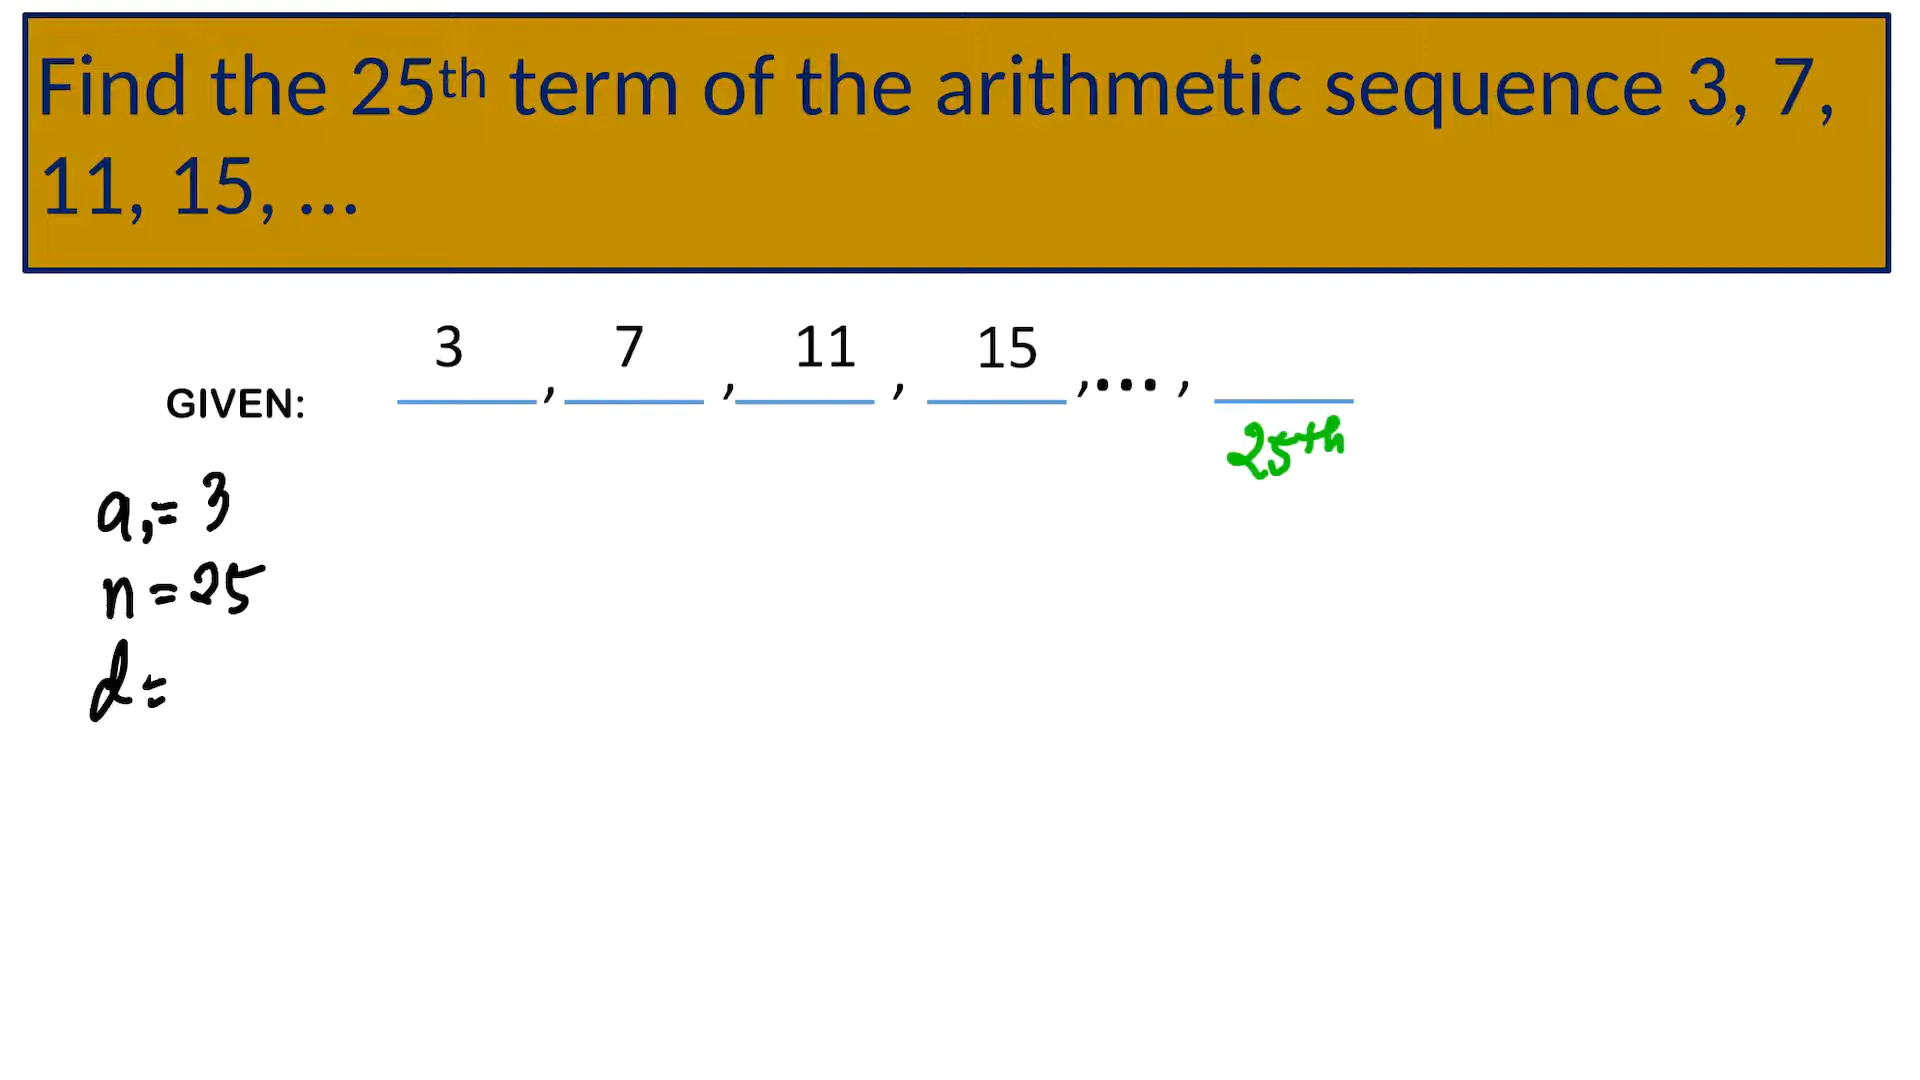 Find the 25th term of the arithmetic sequence 3, 7,
11, 15, ...
GIVEN: 3, 7, 11, 15, ..., ____
25th
a₁= 3
n = 25
d =